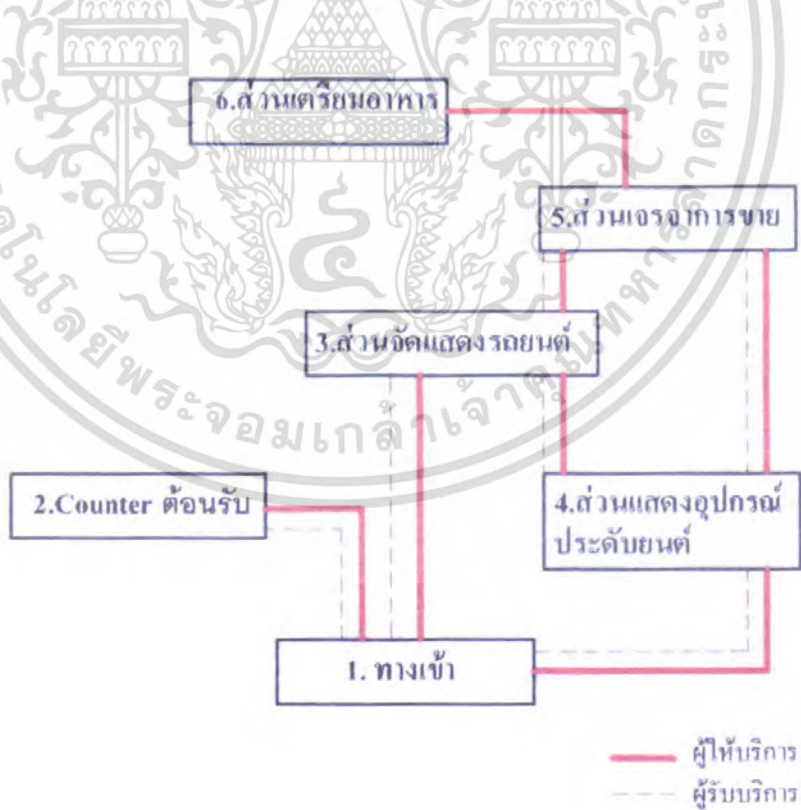 6.ส่วนเตรียมอาหาร
5.ส่วนเจรจาการขาย
3.ส่วนจัดแสดงรถยนต์
2.Counter ต้อนรับ
4.ส่วนแสดงอุปกรณ์
ประดับยนต์
1. ทางเข้า
ผู้ให้บริการ
ผู้รับบริการ